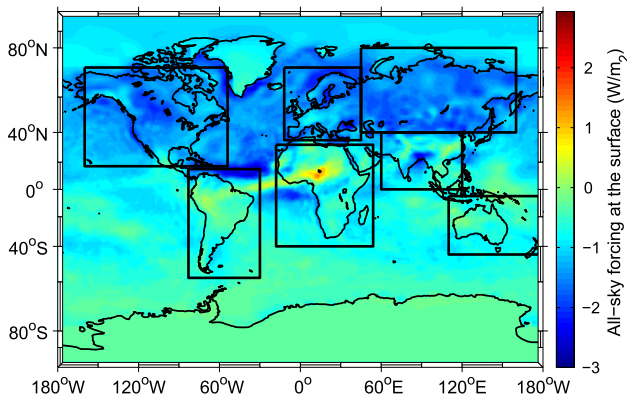 80°N
40°N
0°
40°S
80°S
180°W 120°W 60°W 0° 60°E 120°E 180°W
2
1
0
−1
−2
−3
All−sky forcing at the surface (W/m2)